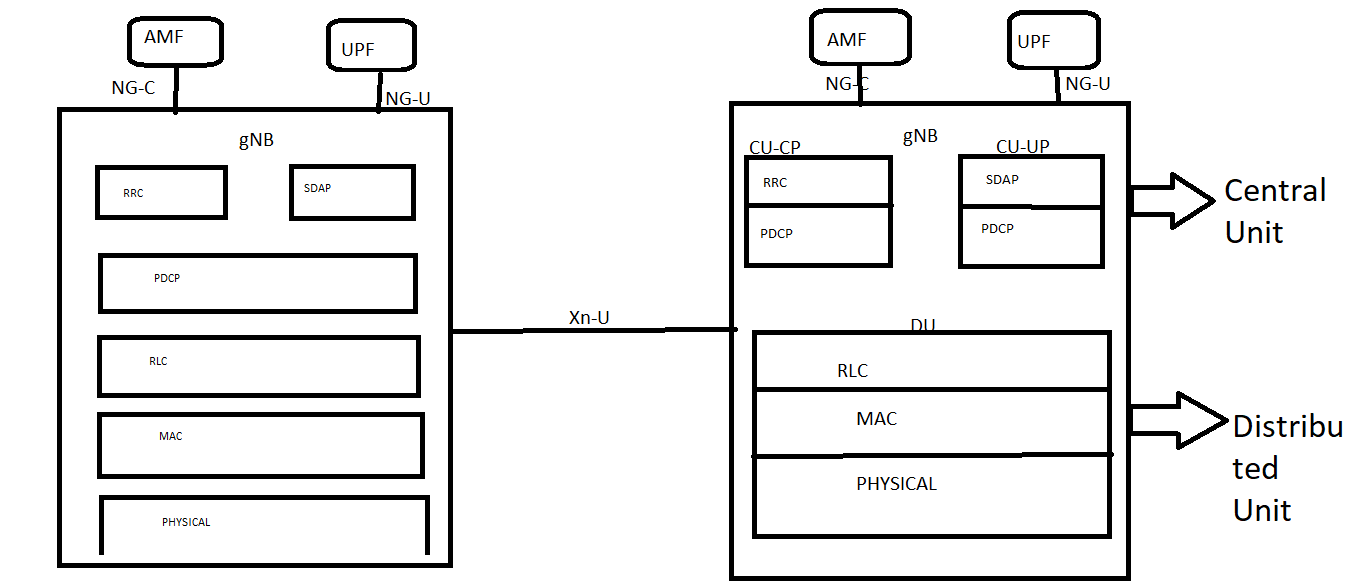 AMF
UPF
NG-C
NG-U
gNB
RRC
SDAP
PDCP
RLC
MAC
PHYSICAL
Xn-U
AMF
UPF
NG-C
NG-U
gNB
CU-CP
CU-UP
RRC
SDAP
PDCP
PDCP
DU
RLC
MAC
PHYSICAL
Central
Unit
Distribu
ted
Unit